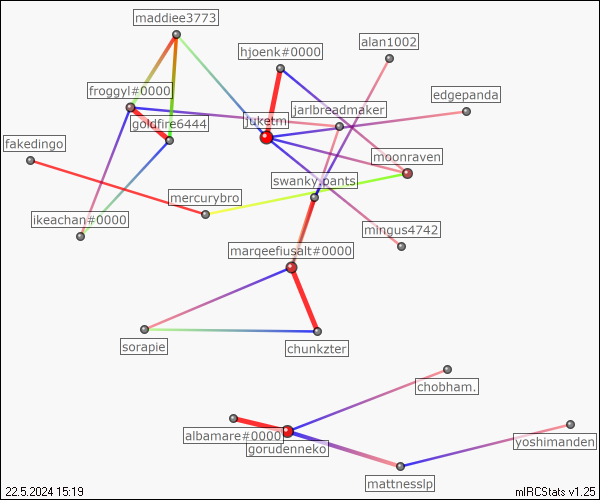 maddiee3773
alan1002
hjoenk#0000
froggyl#0000
edgepanda
jarlbreadmaker
juketm
goldfire6444
fakedingo
moonraven
swanky.pants
mercurybro
ikeachan#0000
mingus4742
marqeefiusalt#0000
sorapie
chunkzter
chobham.
albamare#0000
gorudenneko
yoshimanden
mattnesslp
22.5.2024 15:19
mIRCStats v1.25